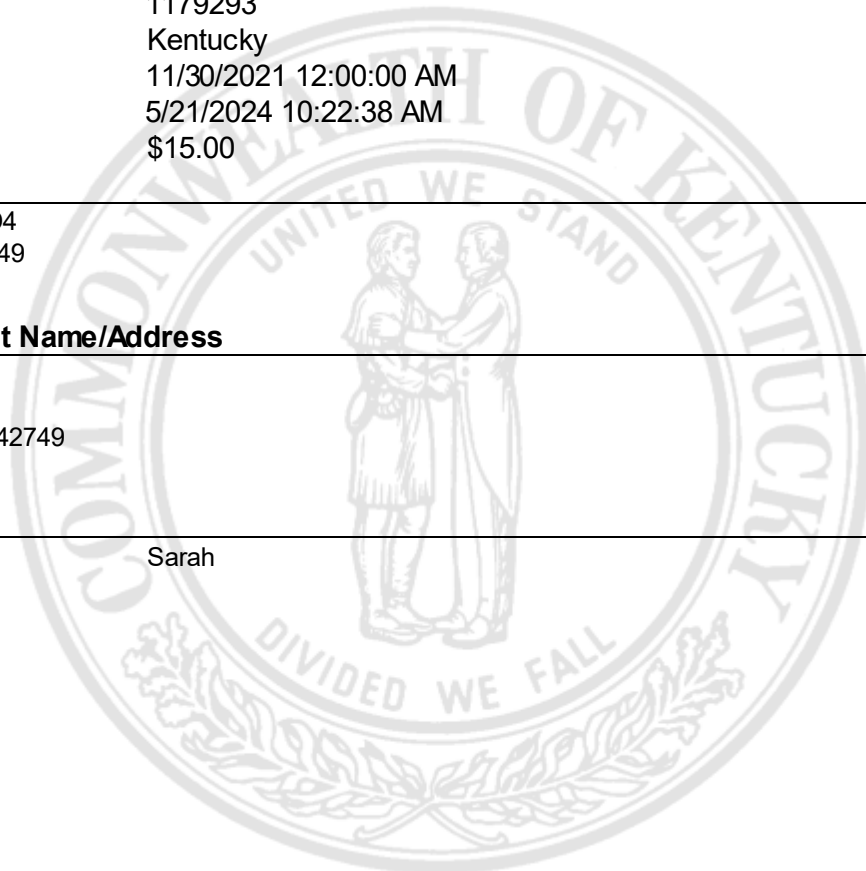 1179293
Kentucky
11/30/2021 12:00:00 AM
5/21/2024 10:22:38 AM
$15.00
04
49
t Name/Address
42749
Sarah
COMMONWEALTH OF KENTUCKY
UNITED WE STAND
DIVIDED WE FALL